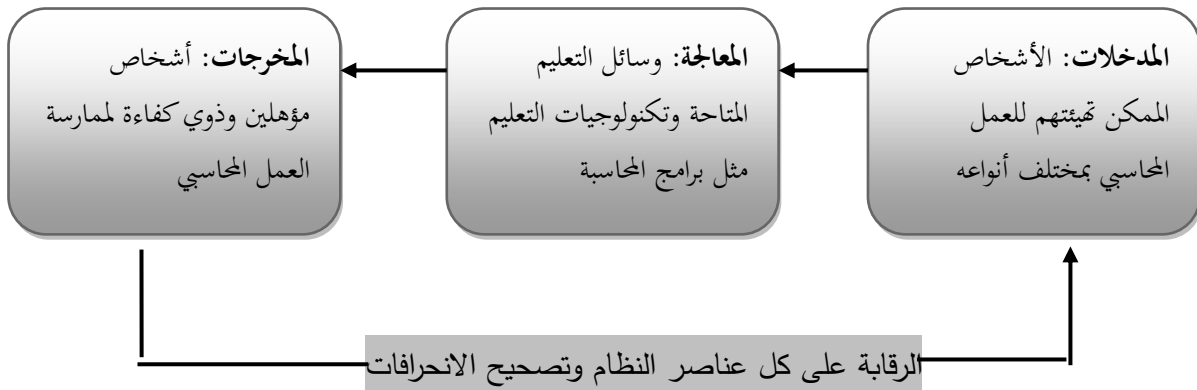 المدخلات: الأشخاص
الممكن تهيئتهم للعمل
المحاسبي بمختلف أنواعه
المعالجة: وسائل التعليم
المتاحة وتكنولوجيات التعليم
مثل برامج المحاسبة
المخرجات: أشخاص
مؤهلين وذوي كفاءة لممارسة
العمل المحاسبي
الرقابة على كل عناصر النظام وتصحيح الانحرافات